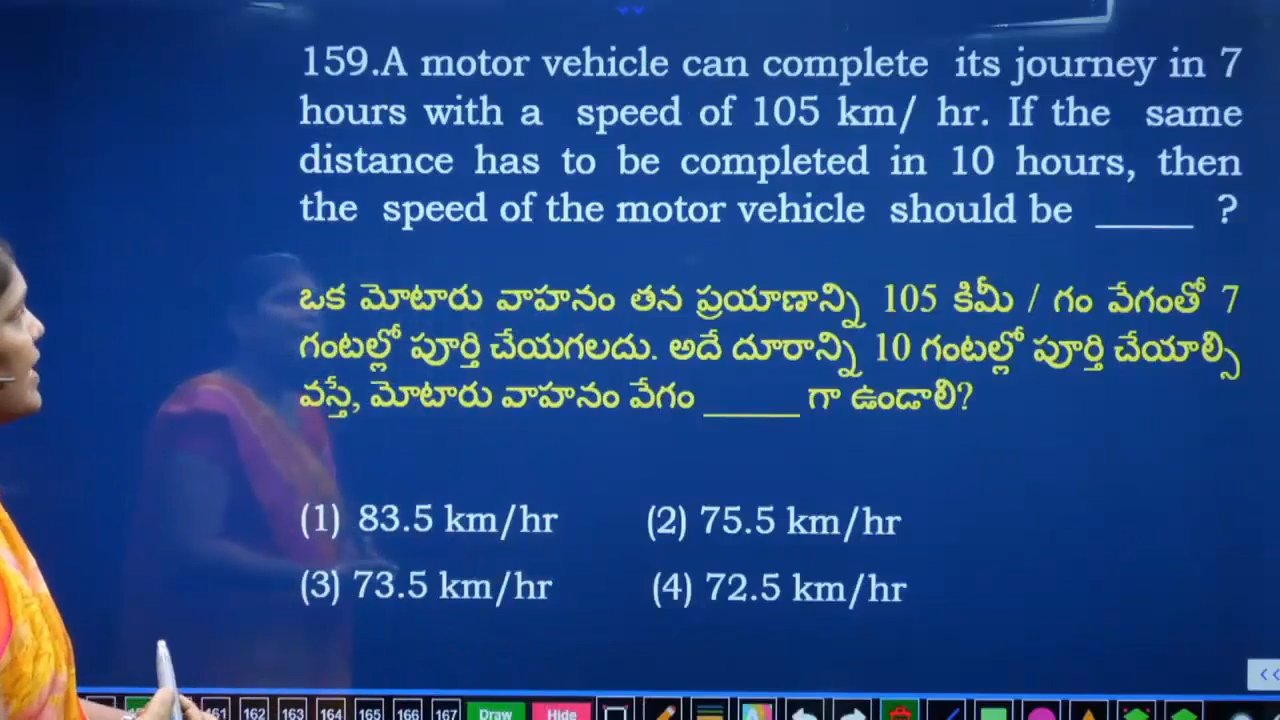 159.A motor vehicle can complete its journey in 7
hours with a speed of 105 km/ hr. If the same
distance has to be completed in 10 hours, then
the speed of the motor vehicle should be _____ ?
ఒక మోటారు వాహనం తన ప్రయాణాన్ని 105 కిమీ / గం వేగంతో 7
గంటల్లో పూర్తి చేయగలదు. అదే దూరాన్ని 10 గంటల్లో పూర్తి చేయాల్సి
వస్తే, మోటారు వాహనం వేగం _____ గా ఉండాలి?
(1) 83.5 km/hr (2) 75.5 km/hr
(3) 73.5 km/hr (4) 72.5 km/hr
162 163 164 165 166 167 Draw Hide